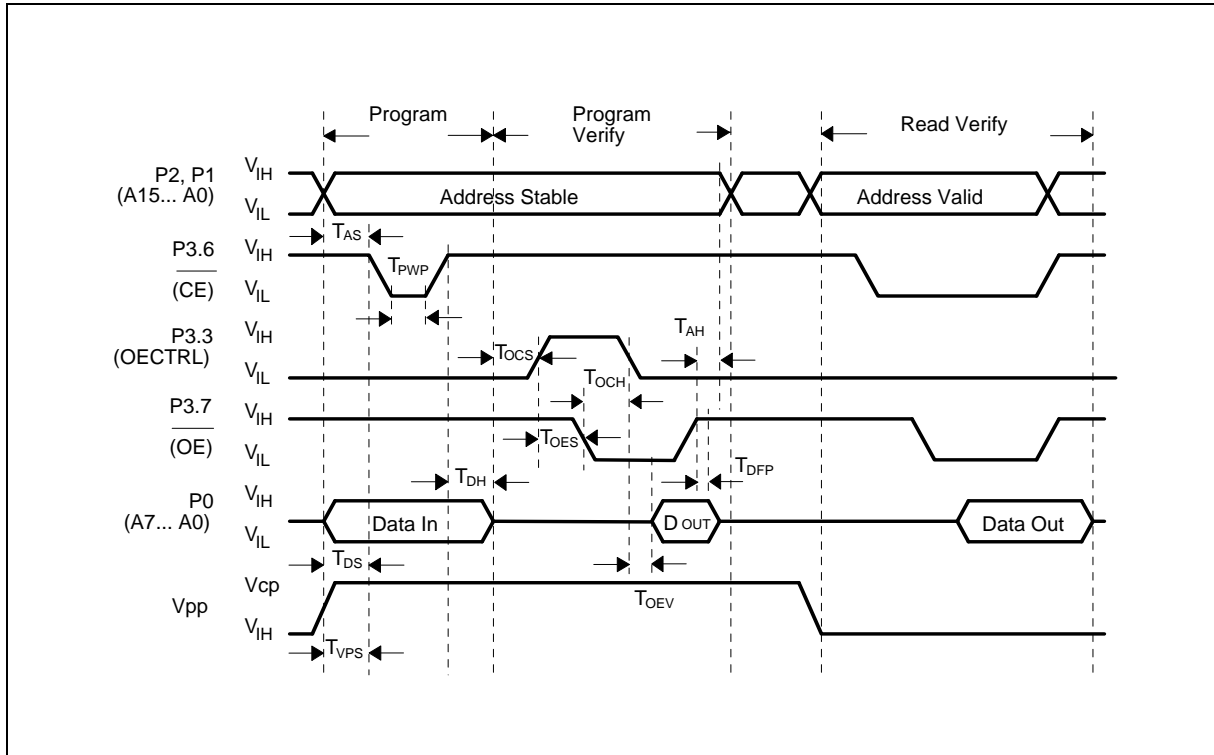 Program
Program
Verify
Read Verify
P2, P1
(A15... A0)
VIH
VIL
Address Stable
Address Valid
TAS
P3.6
(CE)
VIH
VIL
TPWP
P3.3
(OECTRL)
VIH
VIL
TOCS
TAH
TOCH
P3.7
(OE)
VIH
VIL
TOES
TDFP
TDH
P0
(A7... A0)
VIH
VIL
Data In
DOUT
Data Out
TDS
Vpp
Vcp
VIH
TOEV
TVPS